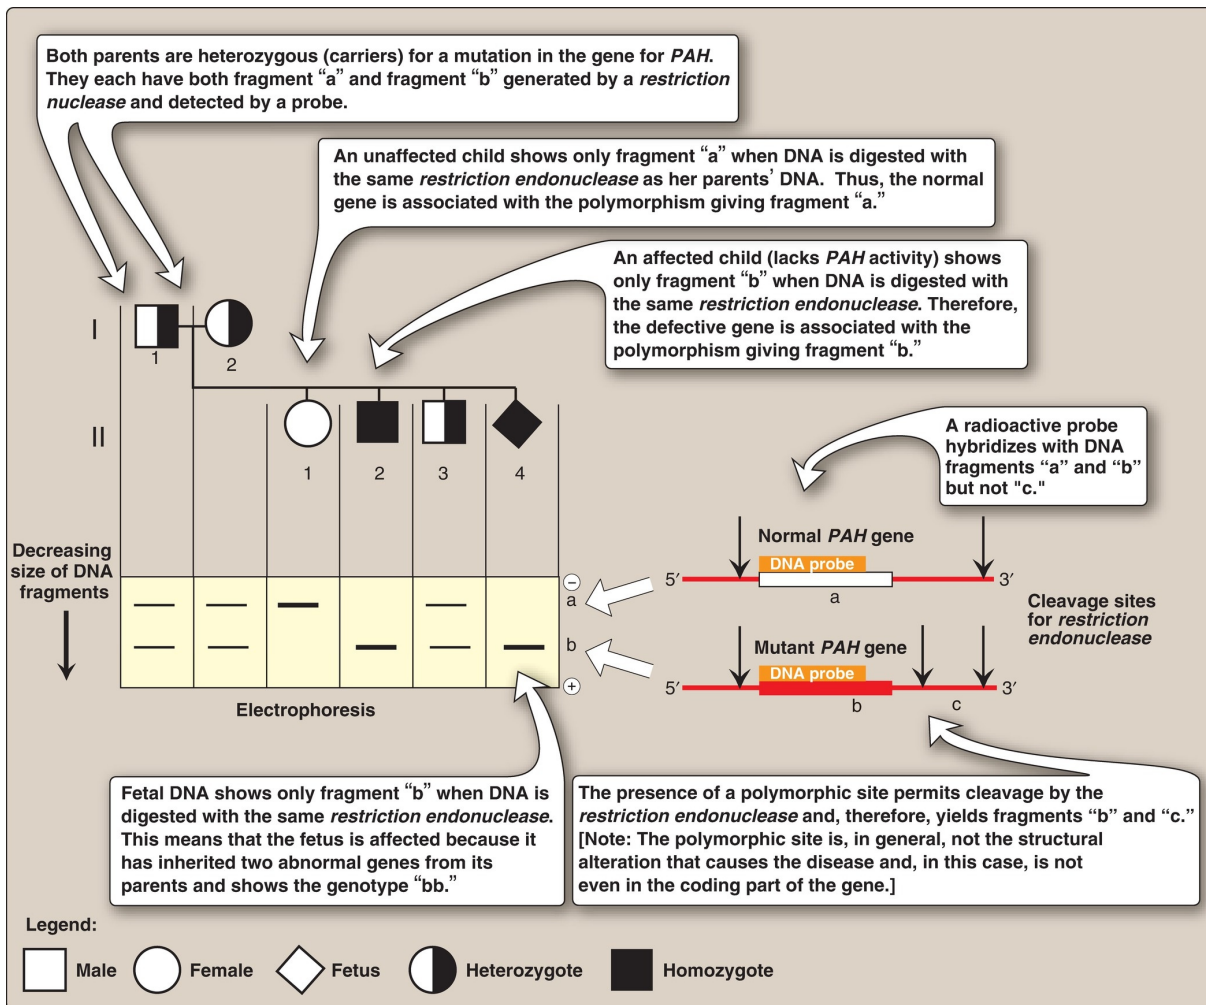 Both parents are heterozygous (carriers) for a mutation in the gene for PAH.
They each have both fragment “a” and fragment “b” generated by a restriction
nuclease and detected by a probe.
An unaffected child shows only fragment “a” when DNA is digested with
the same restriction endonuclease as her parents’ DNA.  Thus, the normal
gene is associated with the polymorphism giving fragment “a.”
An affected child (lacks PAH activity) shows
only fragment “b” when DNA is digested with
the same restriction endonuclease. Therefore,
the defective gene is associated with the
polymorphism giving fragment “b.”
I
1
2
II
1
2
3
4
A radioactive probe
hybridizes with DNA
fragments “a” and “b”
but not "c."
Decreasing
size of DNA
fragments
−
a
b
+
Electrophoresis
Normal PAH gene
DNA probe
5′
3′
a
Cleavage sites
for restriction
endonuclease
Mutant PAH gene
DNA probe
5′
3′
b
c
Fetal DNA shows only fragment “b” when DNA is
digested with the same restriction endonuclease.
This means that the fetus is affected because it
has inherited two abnormal genes from its
parents and shows the genotype “bb.”
The presence of a polymorphic site permits cleavage by the
restriction endonuclease and, therefore, yields fragments “b” and “c.”
[Note: The polymorphic site is, in general, not the structural
alteration that causes the disease and, in this case, is not
even in the coding part of the gene.]
Legend:
Male
Female
Fetus
Heterozygote
Homozygote